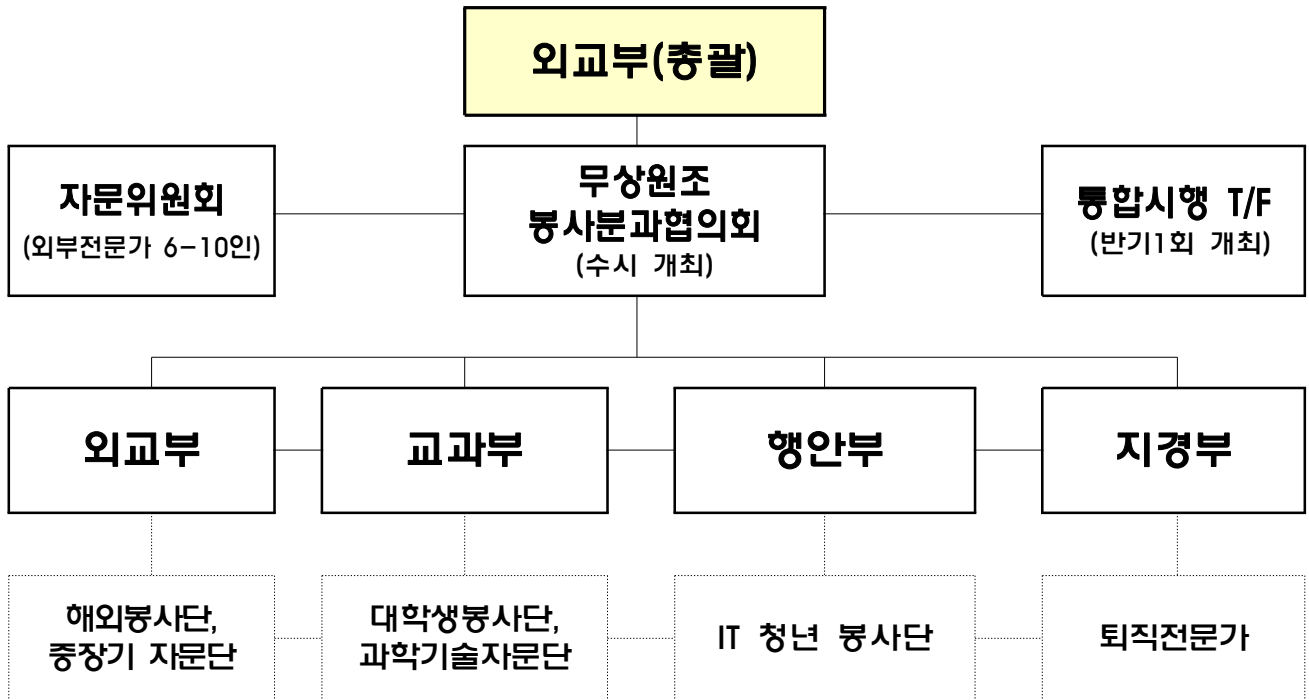 외교부(총괄)
자문위원회
(외부전문가 6-10인)
무상원조
봉사분과협의회
(수시 개최)
통합시행 T/F
(반기1회 개최)
외교부
교과부
행안부
지경부
해외봉사단,
중장기 자문단
대학생봉사단,
과학기술자문단
IT 청년 봉사단
퇴직전문가